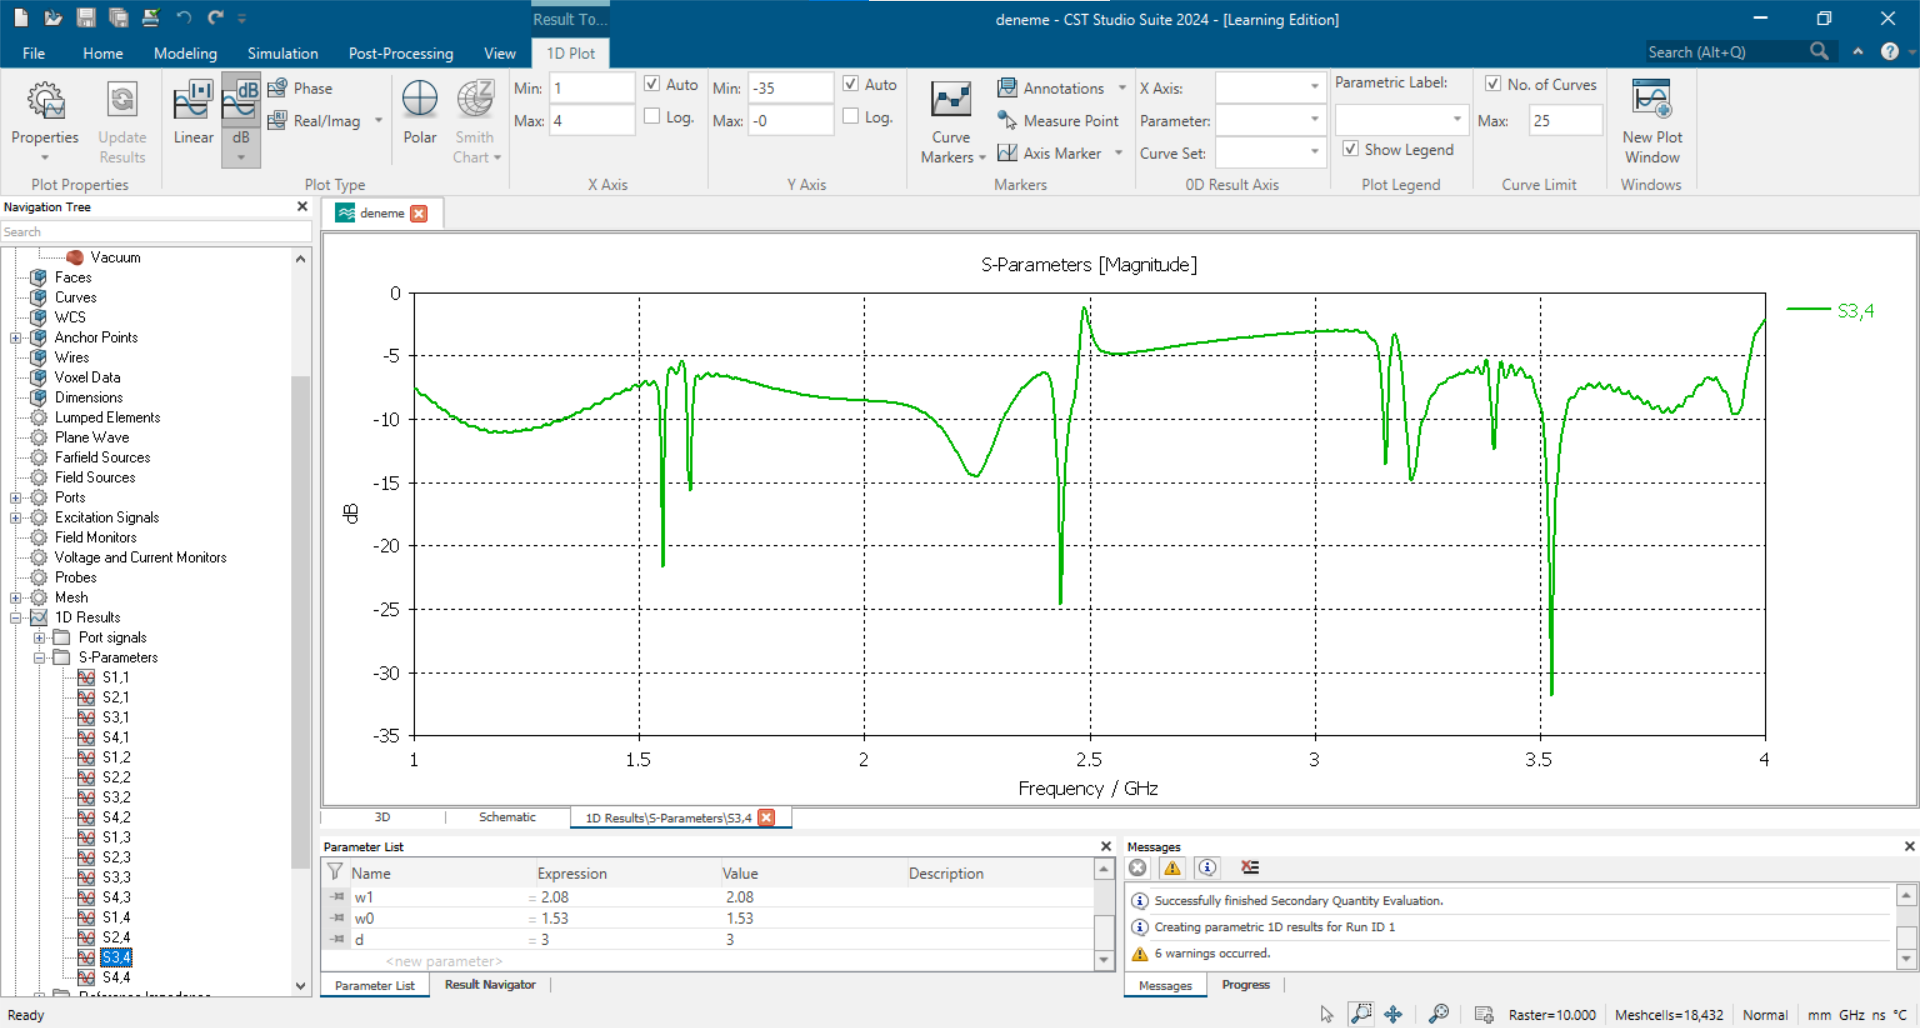 Result To...
deneme - CST Studio Suite 2024 - [Learning Edition]
File Home Modeling Simulation Post-Processing View 1D Plot
Search (Alt+Q)
Properties
Update Results
Plot Properties
Linear
dB
Phase
Real/Imag
Polar
Smith Chart
Plot Type
Min: 1
Max: 4
Auto
Log.
X Axis
Min: -35
Max: -0
Auto
Log.
Y Axis
Curve Markers
Annotations
Measure Point
Axis Marker
Markers
X Axis:
Parameter:
Curve Set:
0D Result Axis
Parametric Label:
Show Legend
Plot Legend
No. of Curves
Max: 25
Curve Limit
New Plot Window
Windows
Navigation Tree
Search
Vacuum
Faces
Curves
WCS
Anchor Points
Wires
Voxel Data
Dimensions
Lumped Elements
Plane Wave
Farfield Sources
Field Sources
Ports
Excitation Signals
Field Monitors
Voltage and Current Monitors
Probes
Mesh
1D Results
Port signals
S-Parameters
S1,1
S2,1
S3,1
S4,1
S1,2
S2,2
S3,2
S4,2
S1,3
S2,3
S3,3
S4,3
S1,4
S2,4
S3,4
S4,4
deneme
S-Parameters [Magnitude]
S3,4
0
-5
-10
-15
-20
-25
-30
-35
dB
1 1.5 2 2.5 3 3.5 4
Frequency / GHz
3D Schematic 1D Results\S-Parameters\S3,4
Parameter List
Name Expression Value Description
w1 = 2.08 2.08
w0 = 1.53 1.53
d = 3 3
<new parameter>
Parameter List Result Navigator
Messages
Successfully finished Secondary Quantity Evaluation.
Creating parametric 1D results for Run ID 1
6 warnings occurred.
Messages Progress
Ready
Raster=10.000 Meshcells=18,432 Normal mm GHz ns °C